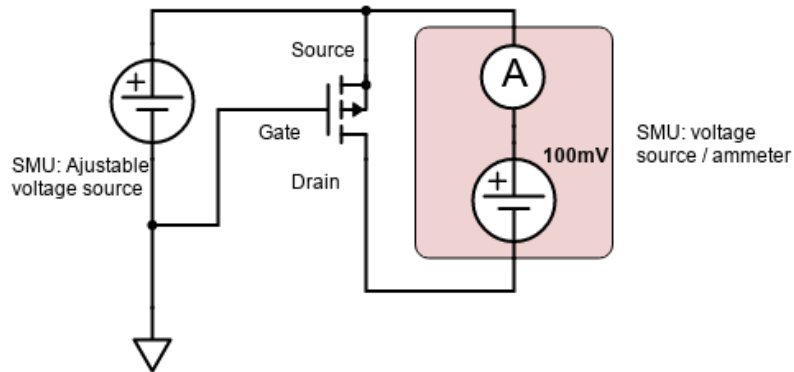 Source
+
A
Gate
100mV
SMU: voltage
source / ammeter
SMU: Ajustable
voltage source
Drain
+